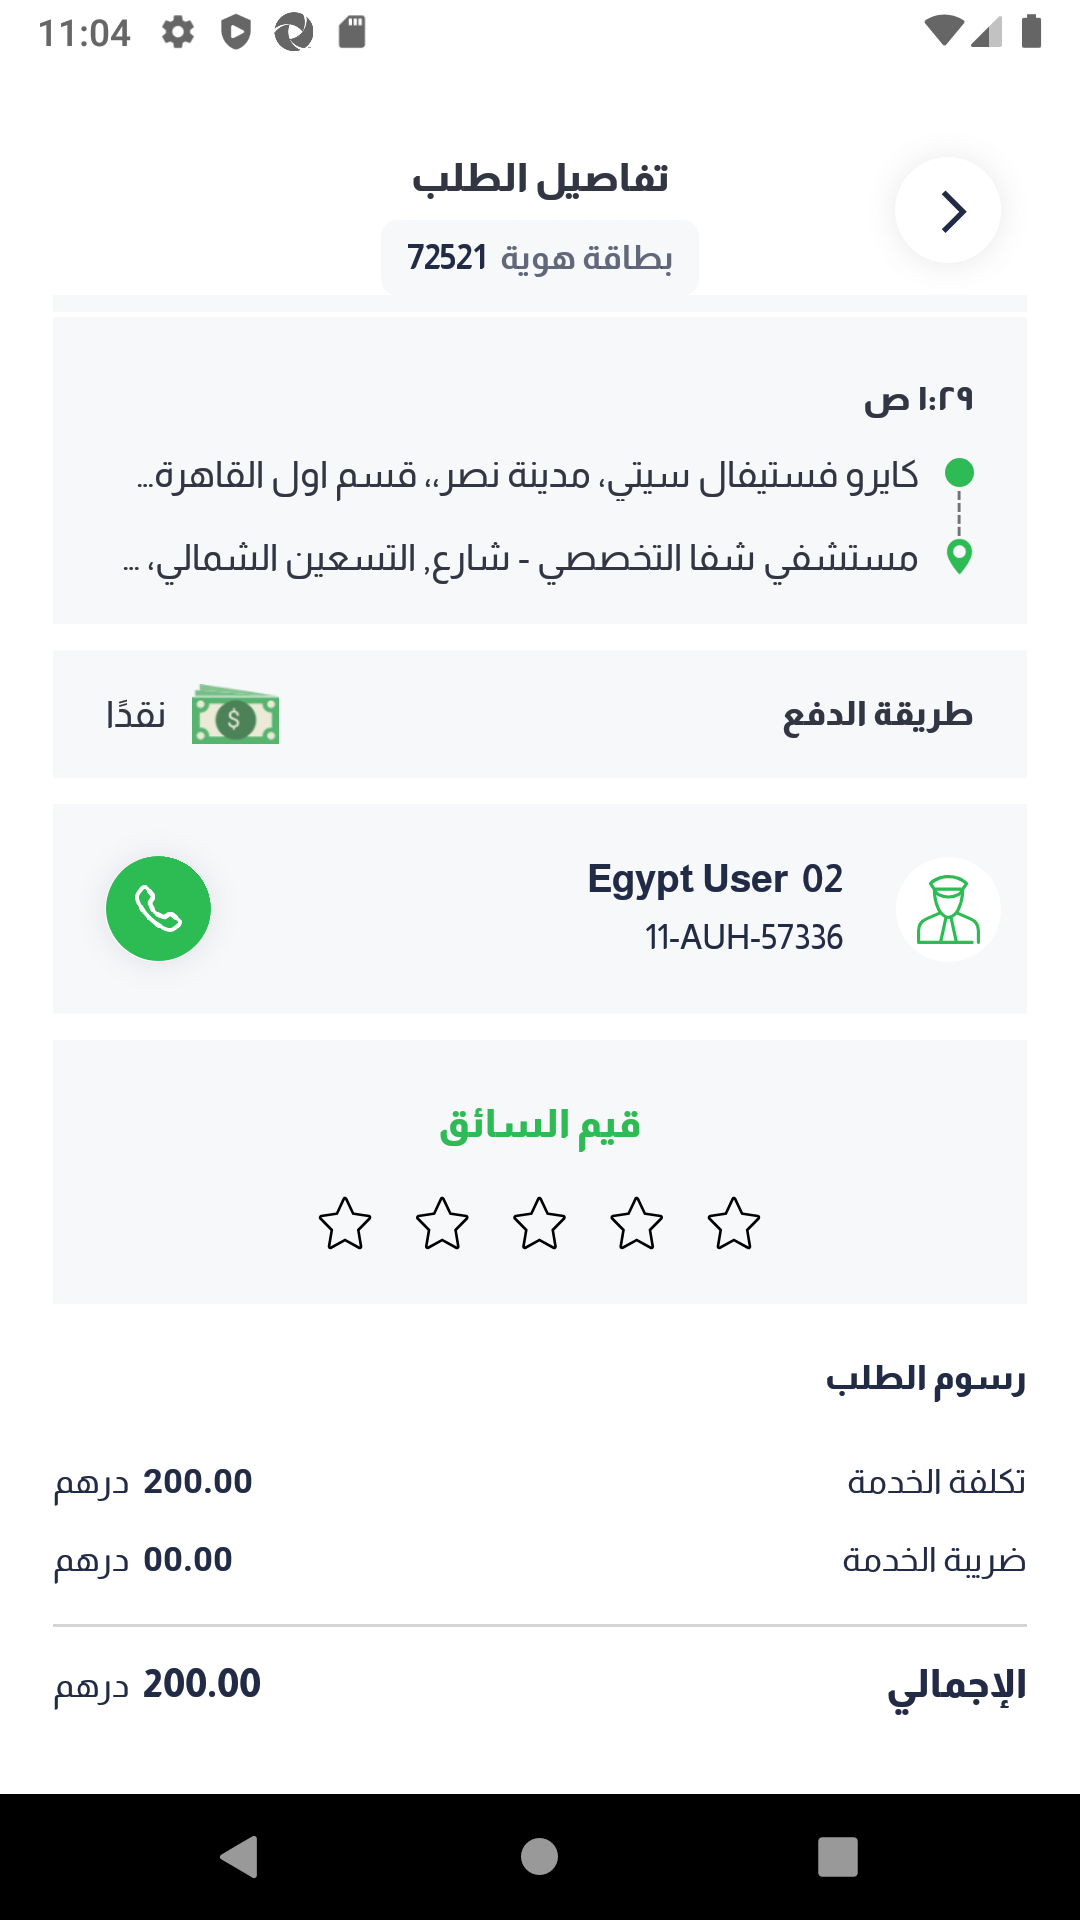 11:04
تفاصيل الطلب
بطاقة هوية 72521
١:٢٩ ص
كايرو فستيفال سيتي، مدينة نصر،، قسم اول القاهرة...
مستشفي شفا التخصصي - شارع, التسعين الشمالي، ...
طريقة الدفع
نقدًا
Egypt User 02
11-AUH-57336
قيم السائق
رسوم الطلب
تكلفة الخدمة
200.00 درهم
ضريبة الخدمة
00.00 درهم
الإجمالي
200.00 درهم